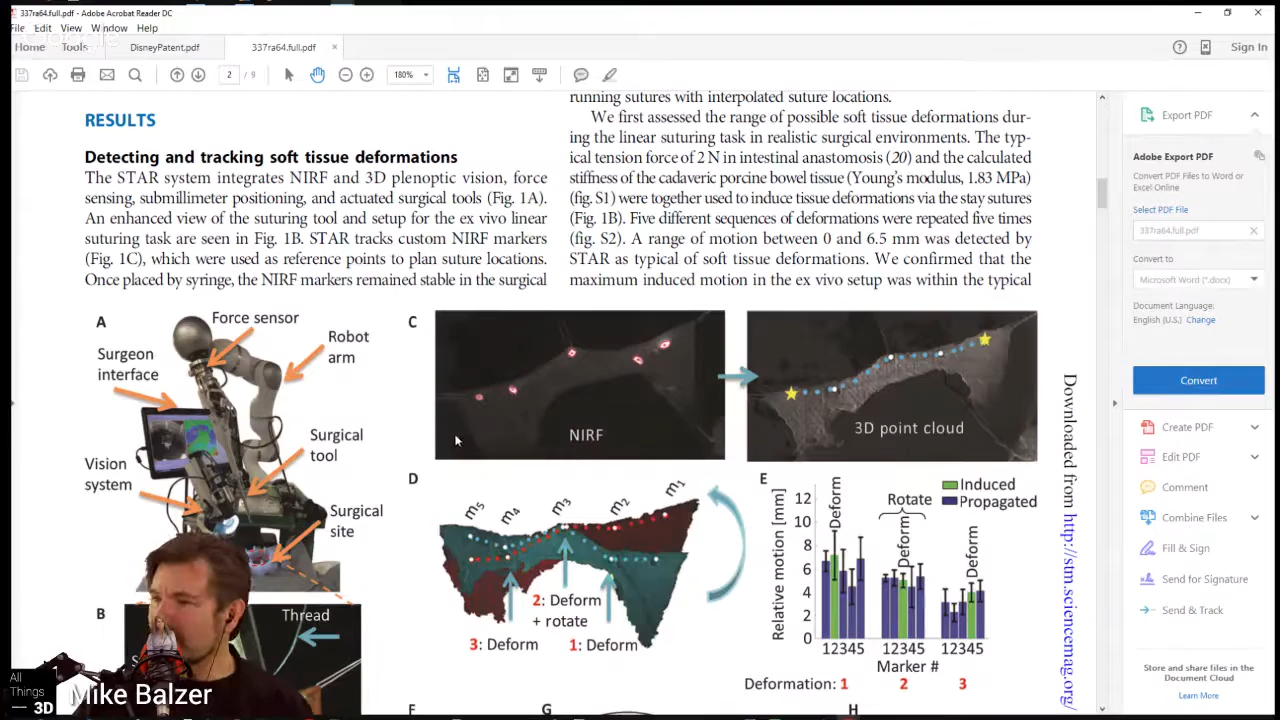 337ra64.full.pdf - Adobe Acrobat Reader DC
File Edit View Window Help
Home Tools DisneyPatent.pdf 337ra64.full.pdf × Sign In
2 / 9 180%
RESULTS
Detecting and tracking soft tissue deformations
The STAR system integrates NIRF and 3D plenoptic vision, force
sensing, submillimeter positioning, and actuated surgical tools (Fig. 1A).
An enhanced view of the suturing tool and setup for the ex vivo linear
suturing task are seen in Fig. 1B. STAR tracks custom NIRF markers
(Fig. 1C), which were used as reference points to plan suture locations.
Once placed by syringe, the NIRF markers remained stable in the surgical
running sutures with interpolated suture locations.
We first assessed the range of possible soft tissue deformations dur-
ing the linear suturing task in realistic surgical environments. The typ-
ical tension force of 2 N in intestinal anastomosis (20) and the calculated
stiffness of the cadaveric porcine bowel tissue (Young's modulus, 1.83 MPa)
(fig. S1) were together used to induce tissue deformations via the stay sutures
(Fig. 1B). Five different sequences of deformations were repeated five times
(fig. S2). A range of motion between 0 and 6.5 mm was detected by
STAR as typical of soft tissue deformations. We confirmed that the
maximum induced motion in the ex vivo setup was within the typical
A
Force sensor
Robot
arm
Surgeon
interface
Surgical
tool
Vision
system
Surgical
site
B
Thread
C
NIRF
3D point cloud
D
m5 m4 m3 m2 m1
2: Deform
+ rotate
3: Deform 1: Deform
E
Induced
Propagated
Relative motion [mm]
12
10
8
6
4
2
0
Deform
Rotate
Deform
Deform
12345 12345 12345
Marker #
Deformation: 1 2 3
F G H
Downloaded from http://stm.sciencemag.org/
Export PDF
Adobe Export PDF
Convert PDF Files to Word or
Excel Online
Select PDF File
337ra64.full.pdf
Convert to
Microsoft Word (*.docx)
Document Language:
English (U.S.) Change
Convert
Create PDF
Edit PDF
Comment
Combine Files
Fill & Sign
Send for Signature
Send & Track
Store and share files in the
Document Cloud
Learn More
All
Things
3D
Mike Balzer